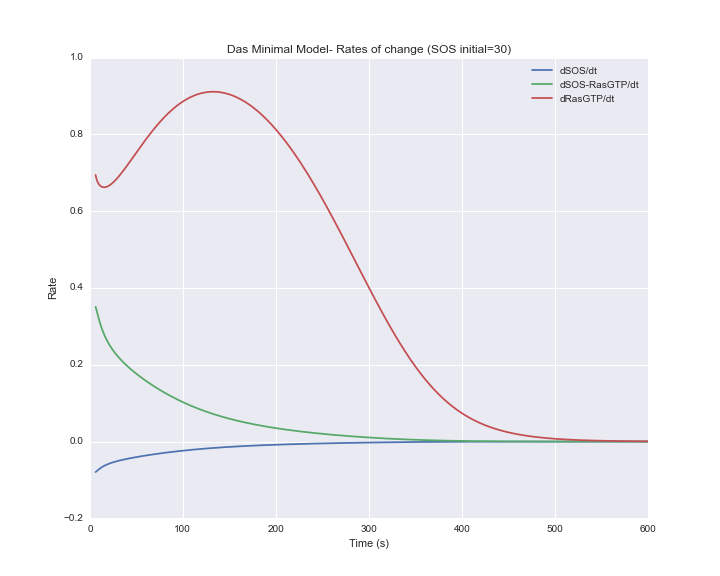 Das Minimal Model- Rates of change (SOS initial=30)
dSOS/dt
dSOS-RasGTP/dt
dRasGTP/dt
1.0
0.8
0.6
0.4
0.2
0.0
−0.2
Rate
0 100 200 300 400 500 600
Time (s)